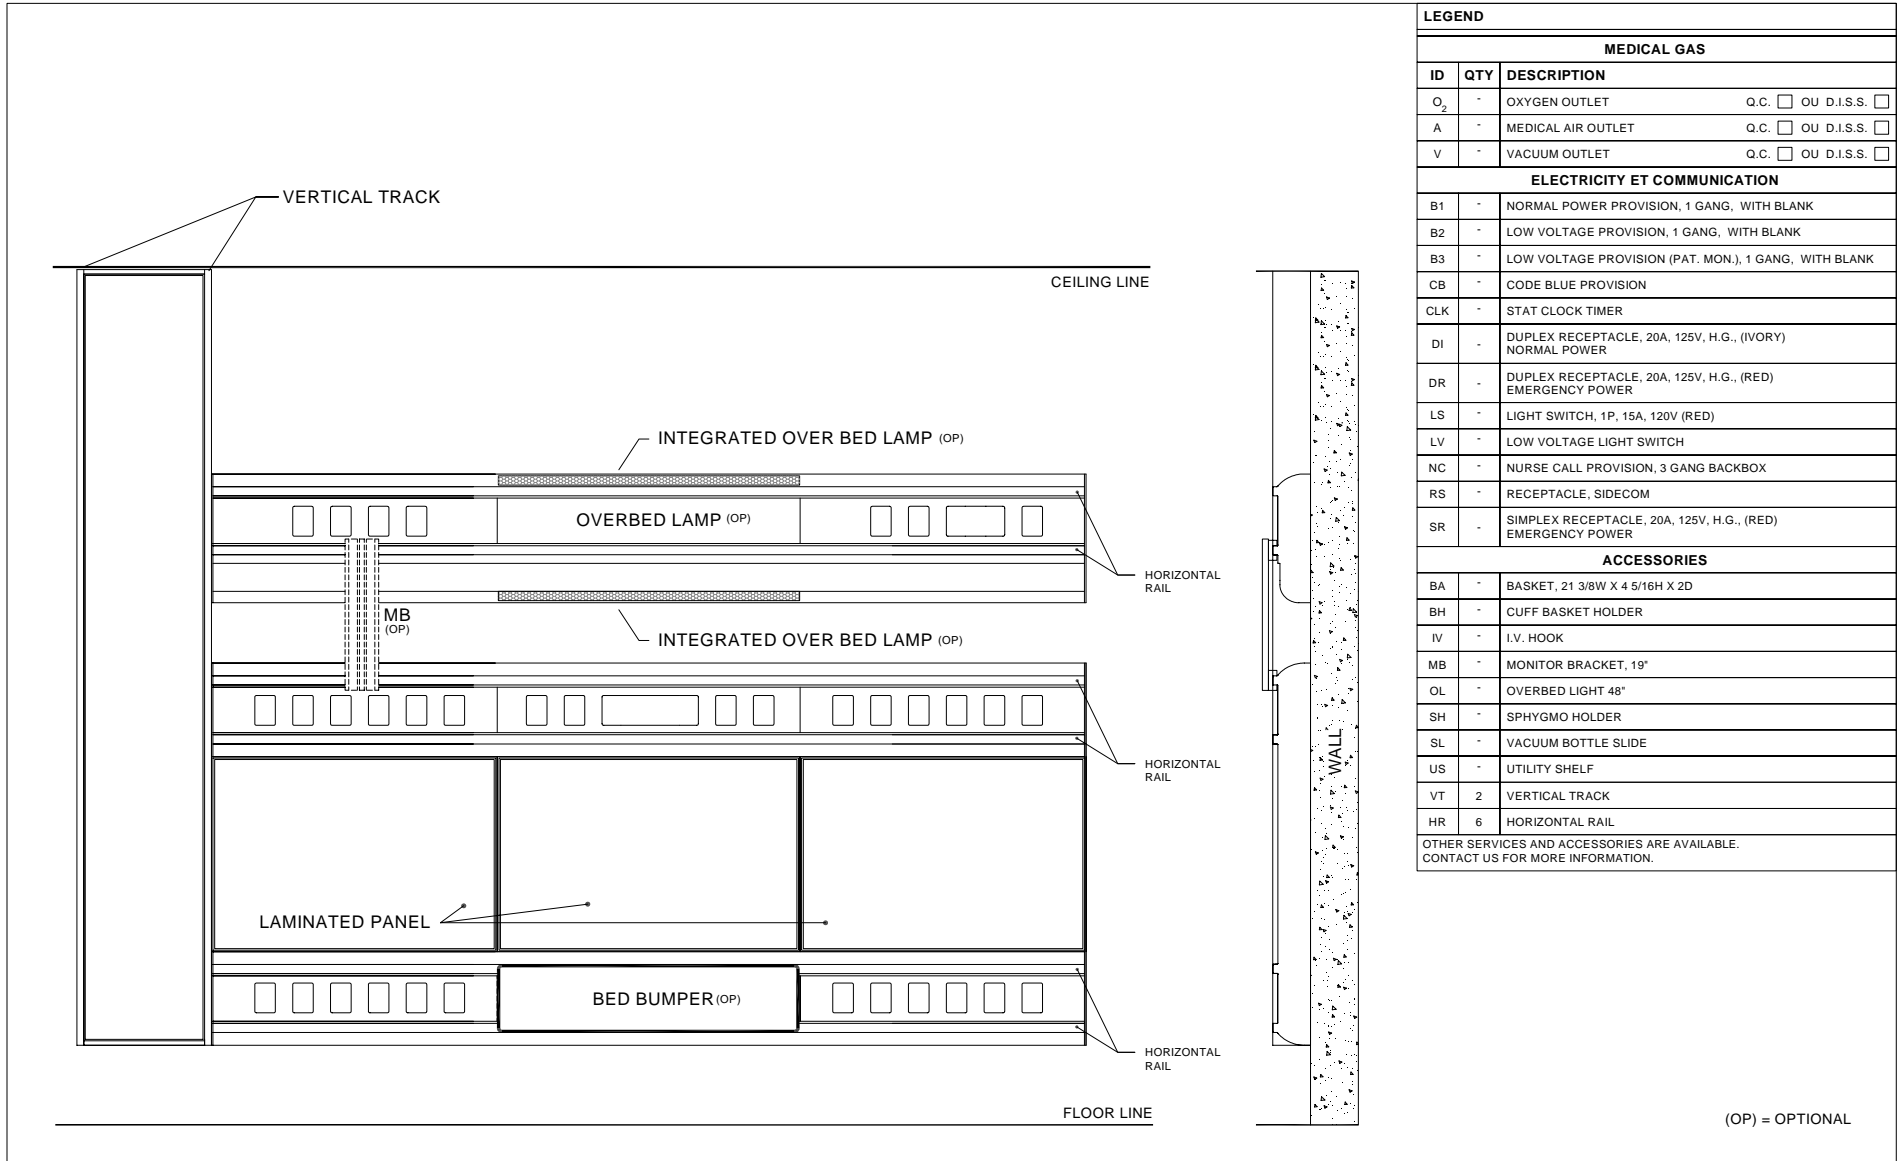 VERTICAL TRACK
CEILING LINE
INTEGRATED OVER BED LAMP (OP)
OVERBED LAMP (OP)
HORIZONTAL
RAIL
MB
(OP)
INTEGRATED OVER BED LAMP (OP)
HORIZONTAL
RAIL
WALL
LAMINATED PANEL
BED BUMPER (OP)
HORIZONTAL
RAIL
FLOOR LINE
LEGEND
MEDICAL GAS
ID QTY DESCRIPTION
O2 - OXYGEN OUTLET Q.C. OU D.I.S.S.
A - MEDICAL AIR OUTLET Q.C. OU D.I.S.S.
V - VACUUM OUTLET Q.C. OU D.I.S.S.
ELECTRICITY ET COMMUNICATION
B1 - NORMAL POWER PROVISION, 1 GANG, WITH BLANK
B2 - LOW VOLTAGE PROVISION, 1 GANG, WITH BLANK
B3 - LOW VOLTAGE PROVISION (PAT. MON.), 1 GANG, WITH BLANK
CB - CODE BLUE PROVISION
CLK - STAT CLOCK TIMER
DI - DUPLEX RECEPTACLE, 20A, 125V, H.G., (IVORY)
NORMAL POWER
DR - DUPLEX RECEPTACLE, 20A, 125V, H.G., (RED)
EMERGENCY POWER
LS - LIGHT SWITCH, 1P, 15A, 120V (RED)
LV - LOW VOLTAGE LIGHT SWITCH
NC - NURSE CALL PROVISION, 3 GANG BACKBOX
RS - RECEPTACLE, SIDECOM
SR - SIMPLEX RECEPTACLE, 20A, 125V, H.G., (RED)
EMERGENCY POWER
ACCESSORIES
BA - BASKET, 21 3/8W X 4 5/16H X 2D
BH - CUFF BASKET HOLDER
IV - I.V. HOOK
MB - MONITOR BRACKET, 19"
OL - OVERBED LIGHT 48"
SH - SPHYGMO HOLDER
SL - VACUUM BOTTLE SLIDE
US - UTILITY SHELF
VT 2 VERTICAL TRACK
HR 6 HORIZONTAL RAIL
OTHER SERVICES AND ACCESSORIES ARE AVAILABLE.
CONTACT US FOR MORE INFORMATION.
(OP) = OPTIONAL